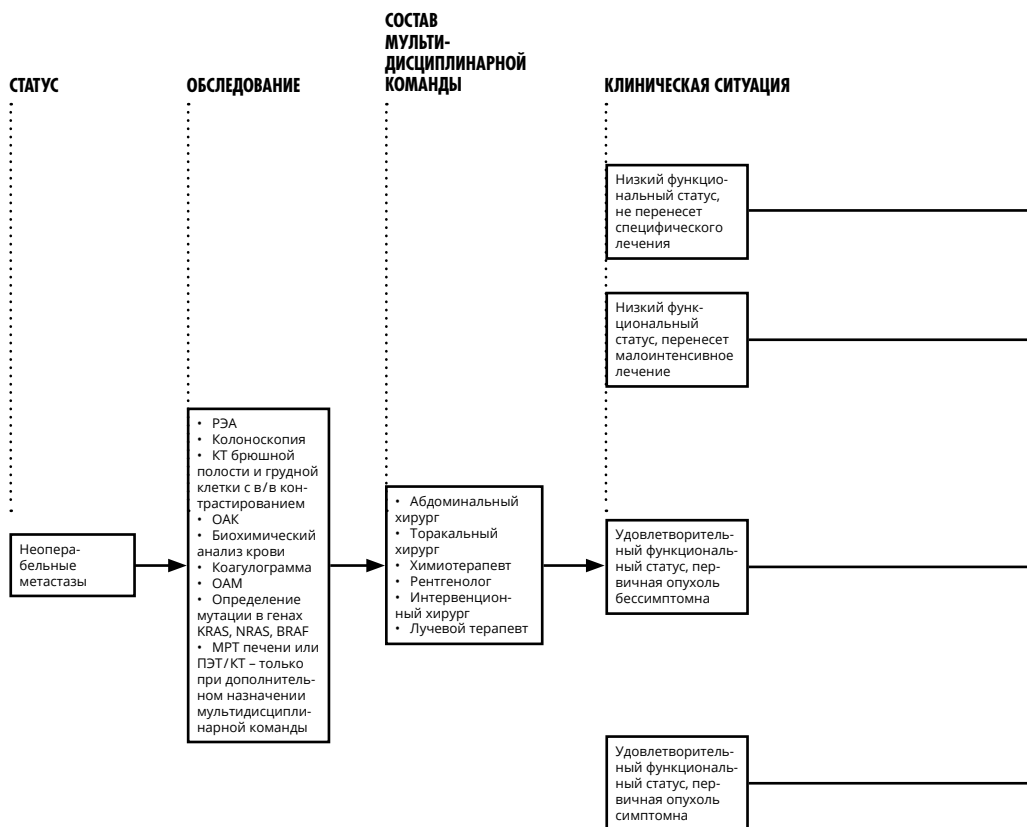 СТАТУС
ОБСЛЕДОВАНИЕ
СОСТАВ
МУЛЬТИ-
ДИСЦИПЛИНАРНОЙ
КОМАНДЫ
КЛИНИЧЕСКАЯ СИТУАЦИЯ
Неопера-
бельные
метастазы
• РЭА
• Колоноскопия
• КТ брюшной
полости и грудной
клетки с в/в кон-
трастированием
• ОАК
• Биохимический
анализ крови
• Коагулограмма
• ОАМ
• Определение
мутации в генах
KRAS, NRAS, BRAF
• МРТ печени или
ПЭТ/КТ – только
при дополнитель-
ном назначении
мультидисципли-
нарной команды
• Абдоминальный
хирург
• Торакальный
хирург
• Химиотерапевт
• Рентгенолог
• Интервенцион-
ный хирург
• Лучевой терапевт
Низкий функцио-
нальный статус,
не перенесет
специфического
лечения
Низкий функ-
циональный
статус, перенесет
малоинтенсивное
лечение
Удовлетворитель-
ный функциональ-
ный статус, пер-
вичная опухоль
бессимптомна
Удовлетворитель-
ный функциональ-
ный статус, пер-
вичная опухоль
симптомна